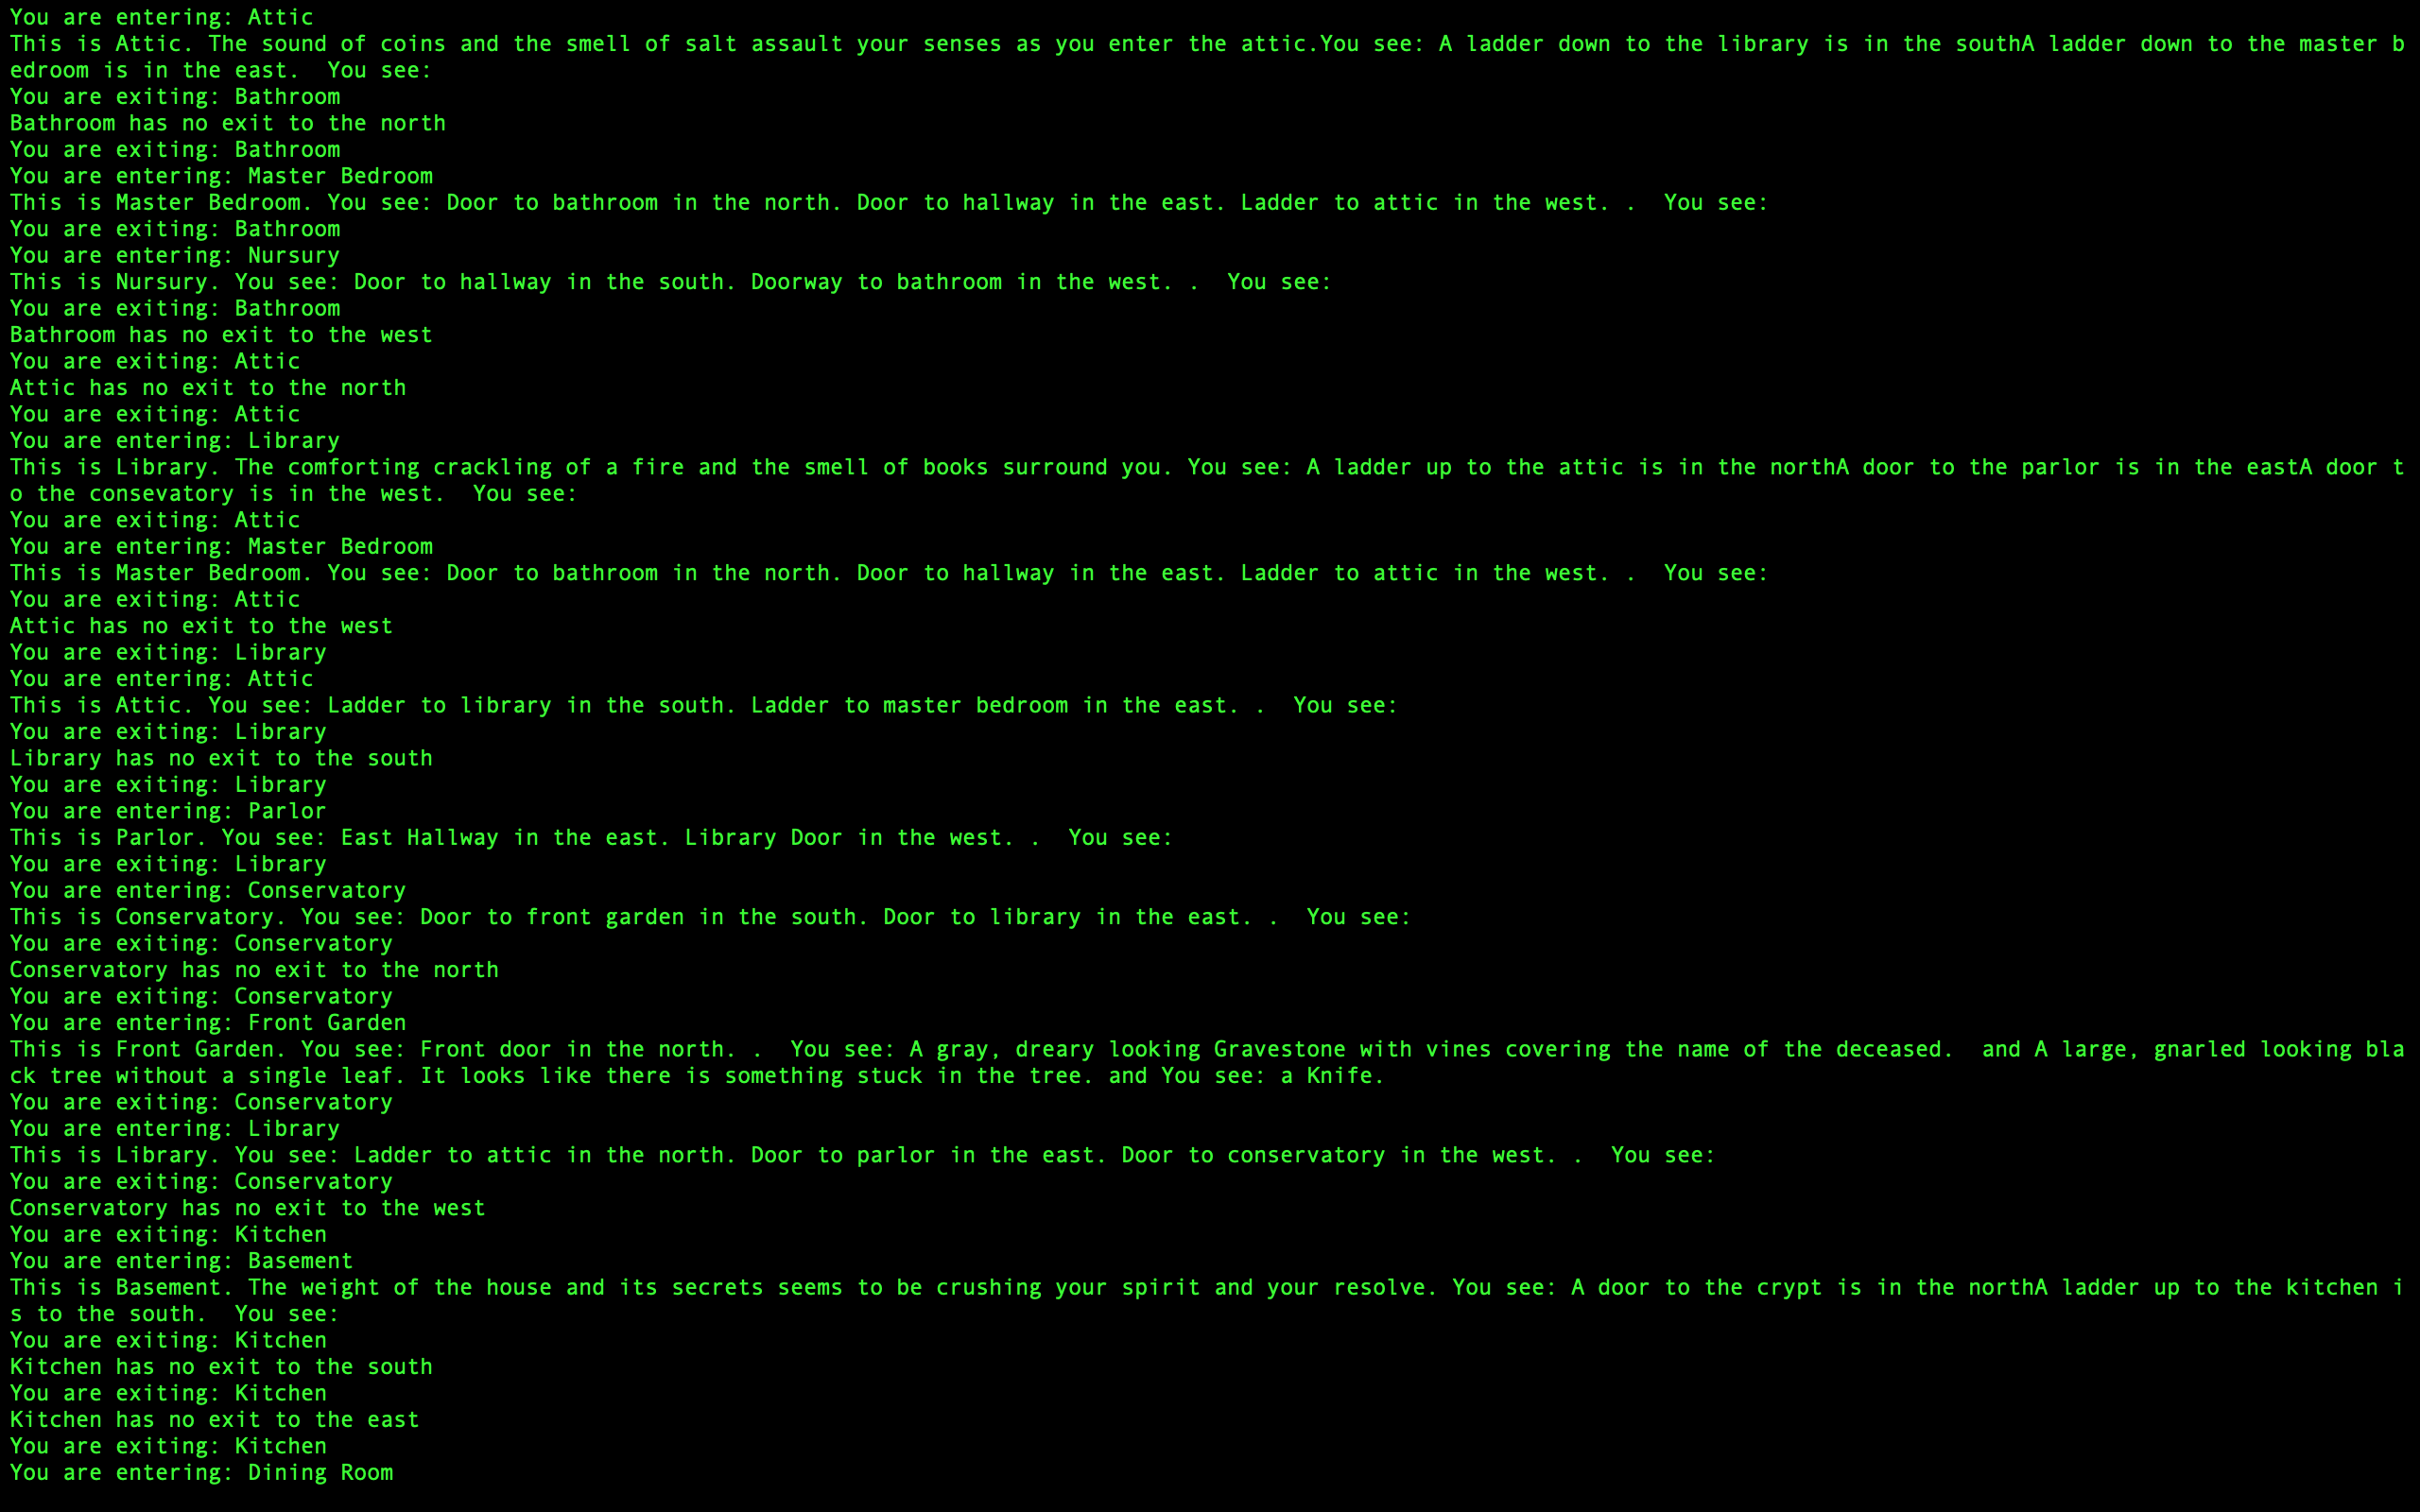 You are entering: Attic
This is Attic. The sound of coins and the smell of salt assault your senses as you enter the attic.You see: A ladder down to the library is in the southA ladder down to the master b
edroom is in the east.  You see:
You are exiting: Bathroom
Bathroom has no exit to the north
You are exiting: Bathroom
You are entering: Master Bedroom
This is Master Bedroom. You see: Door to bathroom in the north. Door to hallway in the east. Ladder to attic in the west. .  You see:
You are exiting: Bathroom
You are entering: Nursury
This is Nursury. You see: Door to hallway in the south. Doorway to bathroom in the west. .  You see:
You are exiting: Bathroom
Bathroom has no exit to the west
You are exiting: Attic
Attic has no exit to the north
You are exiting: Attic
You are entering: Library
This is Library. The comforting crackling of a fire and the smell of books surround you. You see: A ladder up to the attic is in the northA door to the parlor is in the eastA door t
o the consevatory is in the west.  You see:
You are exiting: Attic
You are entering: Master Bedroom
This is Master Bedroom. You see: Door to bathroom in the north. Door to hallway in the east. Ladder to attic in the west. .  You see:
You are exiting: Attic
Attic has no exit to the west
You are exiting: Library
You are entering: Attic
This is Attic. You see: Ladder to library in the south. Ladder to master bedroom in the east. .  You see:
You are exiting: Library
Library has no exit to the south
You are exiting: Library
You are entering: Parlor
This is Parlor. You see: East Hallway in the east. Library Door in the west. .  You see:
You are exiting: Library
You are entering: Conservatory
This is Conservatory. You see: Door to front garden in the south. Door to library in the east. .  You see:
You are exiting: Conservatory
Conservatory has no exit to the north
You are exiting: Conservatory
You are entering: Front Garden
This is Front Garden. You see: Front door in the north. .  You see: A gray, dreary looking Gravestone with vines covering the name of the deceased.  and A large, gnarled looking bla
ck tree without a single leaf. It looks like there is something stuck in the tree. and You see: a Knife.
You are exiting: Conservatory
You are entering: Library
This is Library. You see: Ladder to attic in the north. Door to parlor in the east. Door to conservatory in the west. .  You see:
You are exiting: Conservatory
Conservatory has no exit to the west
You are exiting: Kitchen
You are entering: Basement
This is Basement. The weight of the house and its secrets seems to be crushing your spirit and your resolve. You see: A door to the crypt is in the northA ladder up to the kitchen i
s to the south.  You see:
You are exiting: Kitchen
Kitchen has no exit to the south
You are exiting: Kitchen
Kitchen has no exit to the east
You are exiting: Kitchen
You are entering: Dining Room